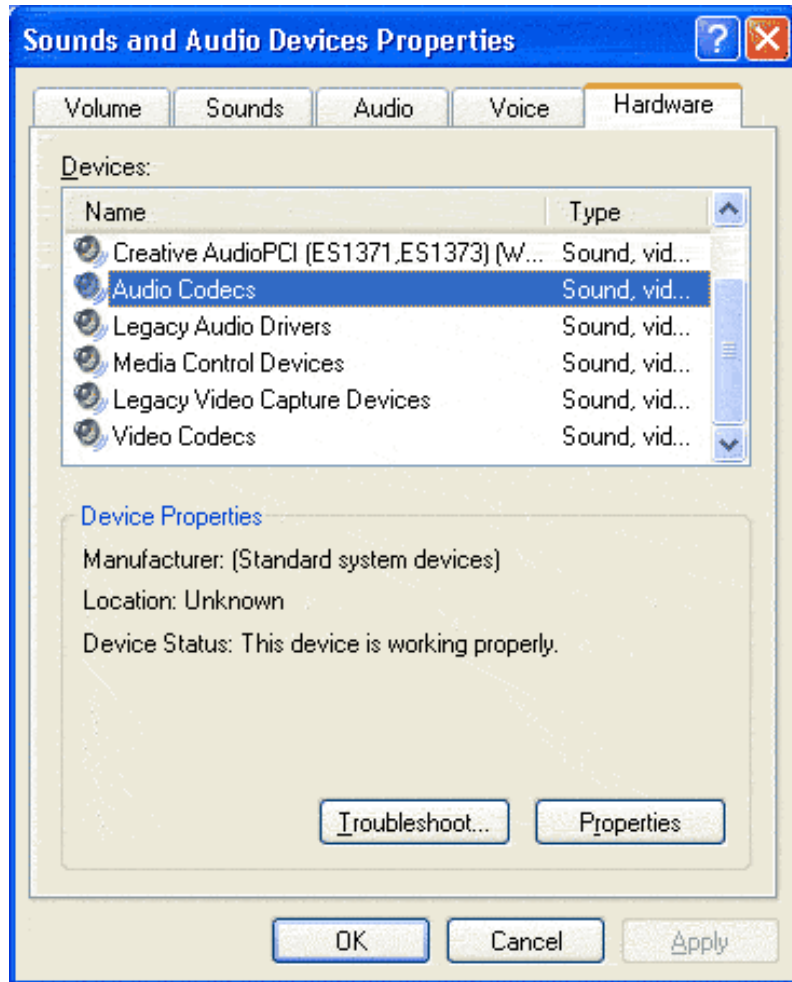 Sounds and Audio Devices Properties
Volume Sounds Audio Voice Hardware
Devices:
Name Type
Creative AudioPCI (ES1371,ES1373) (W... Sound, vid...
Audio Codecs Sound, vid...
Legacy Audio Drivers Sound, vid...
Media Control Devices Sound, vid...
Legacy Video Capture Devices Sound, vid...
Video Codecs Sound, vid...
Device Properties
Manufacturer: (Standard system devices)
Location: Unknown
Device Status: This device is working properly.
Troubleshoot... Properties
OK Cancel Apply